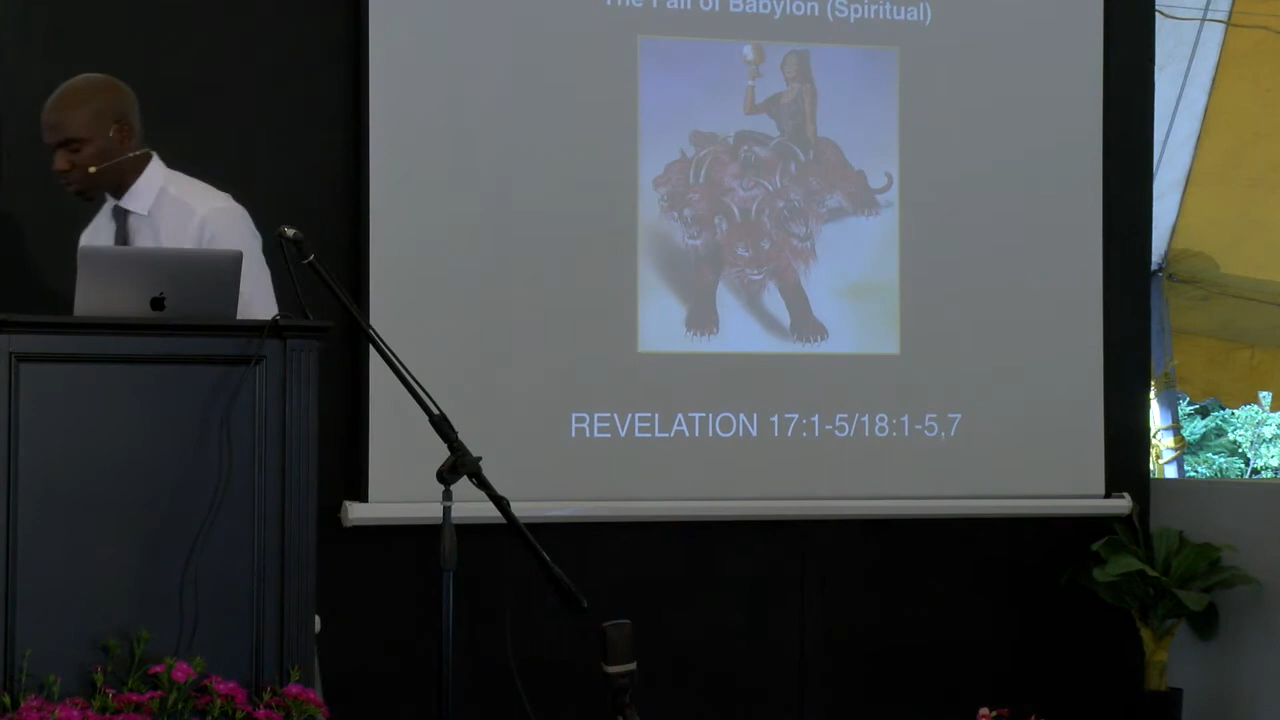 The Fall of Babylon (Spiritual)
REVELATION 17:1-5/18:1-5,7